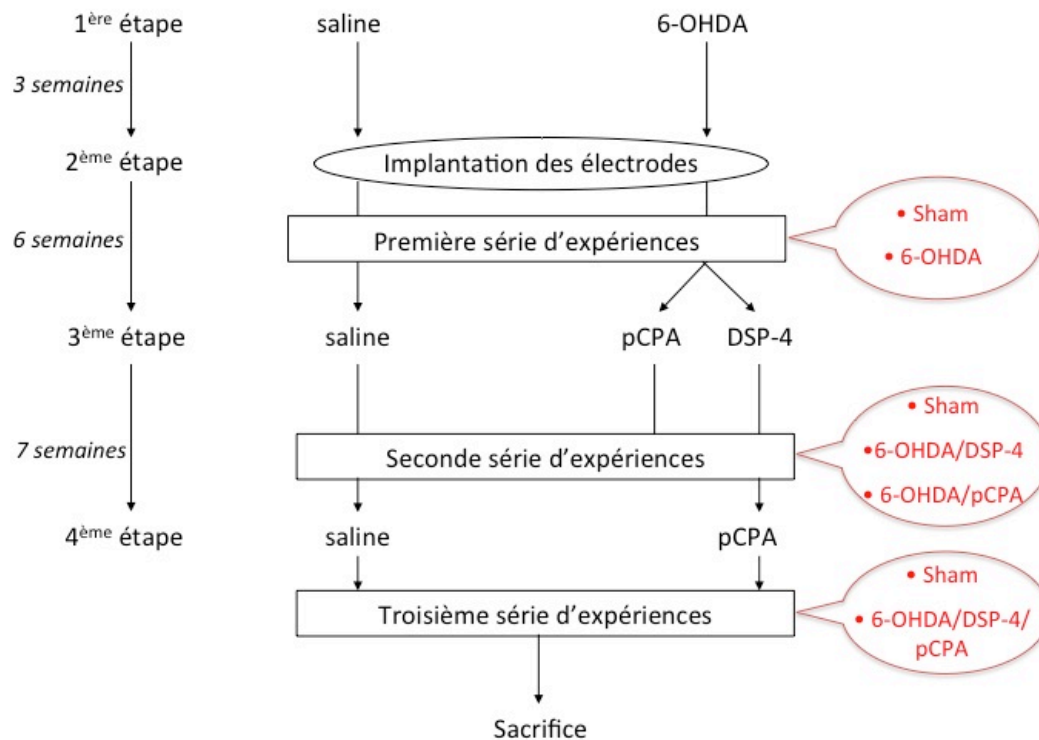 1ère étape saline 6-OHDA
3 semaines
2ème étape Implantation des électrodes
• Sham
6 semaines Première série d'expériences
• 6-OHDA
3ème étape saline pCPA DSP-4
• Sham
7 semaines Seconde série d'expériences
• 6-OHDA/DSP-4
• 6-OHDA/pCPA
4ème étape saline pCPA
• Sham
Troisième série d'expériences
• 6-OHDA/DSP-4/
pCPA
Sacrifice